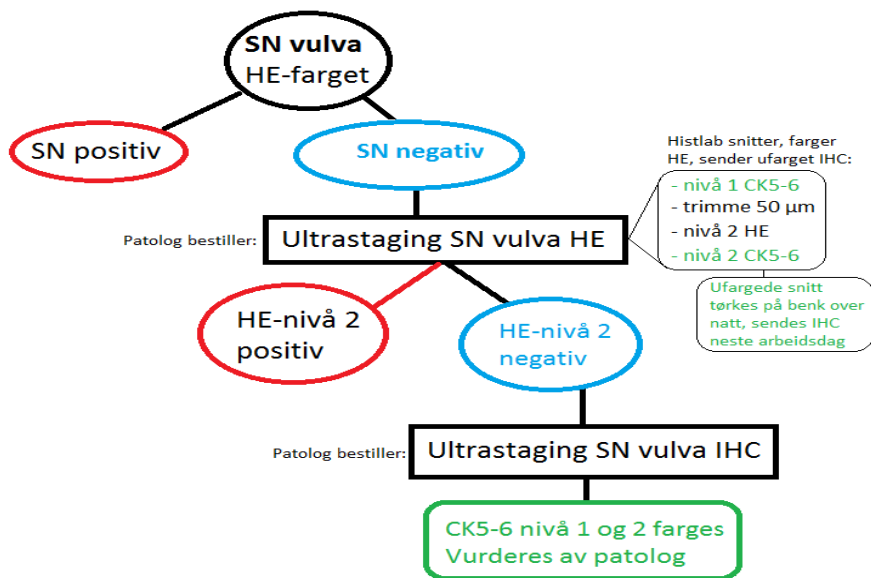 SN vulva
HE-farget
SN positiv
SN negativ
Histlab snitter, farger
HE, sender ufarget IHC:
- nivå 1 CK5-6
- trimme 50 µm
- nivå 2 HE
- nivå 2 CK5-6
Patolog bestiller:
Ultrastaging SN vulva HE
Ufargede snitt
tørkes på benk over
natt, sendes IHC
neste arbeidsdag
HE-nivå 2
positiv
HE-nivå 2
negativ
Patolog bestiller:
Ultrastaging SN vulva IHC
CK5-6 nivå 1 og 2 farges
Vurderes av patolog